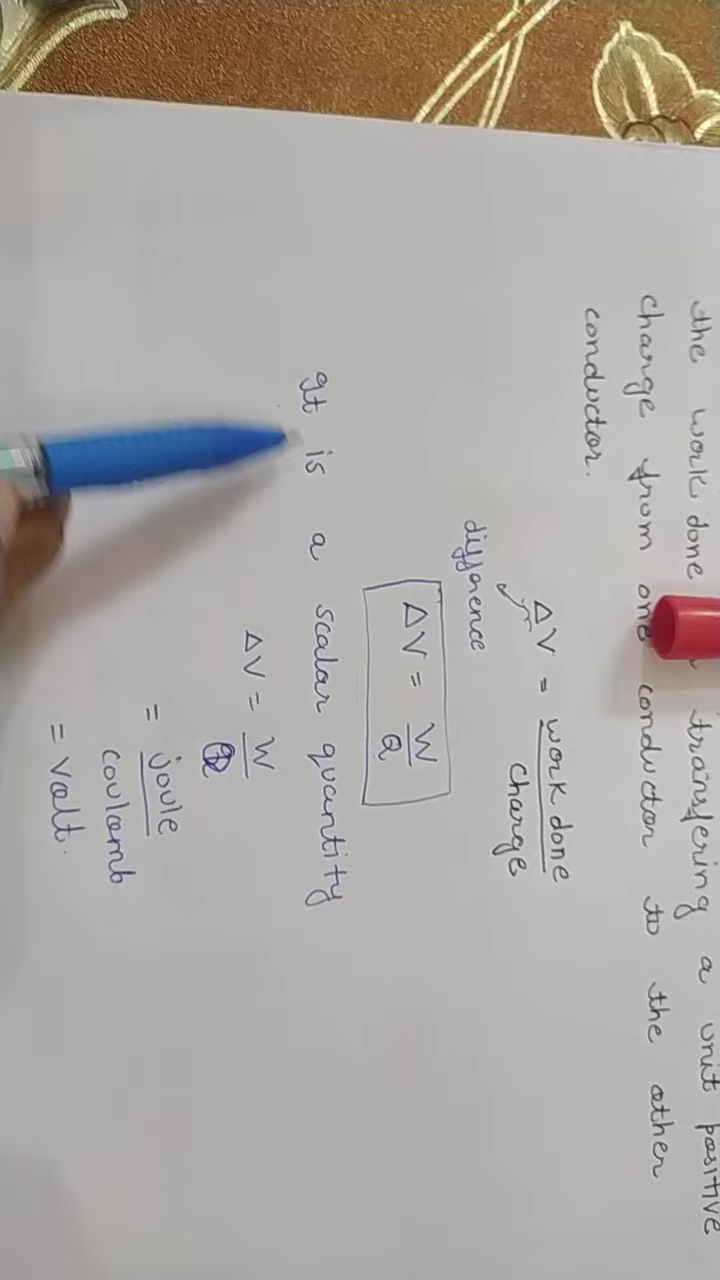 the work done transfering a unit positive
charge from one conductor to the other
conductor.
ΔV = work done
charge
difference
ΔV = W
Q
It is a scalar quantity
ΔV = W
Q
= joule
coulomb
= Volt.